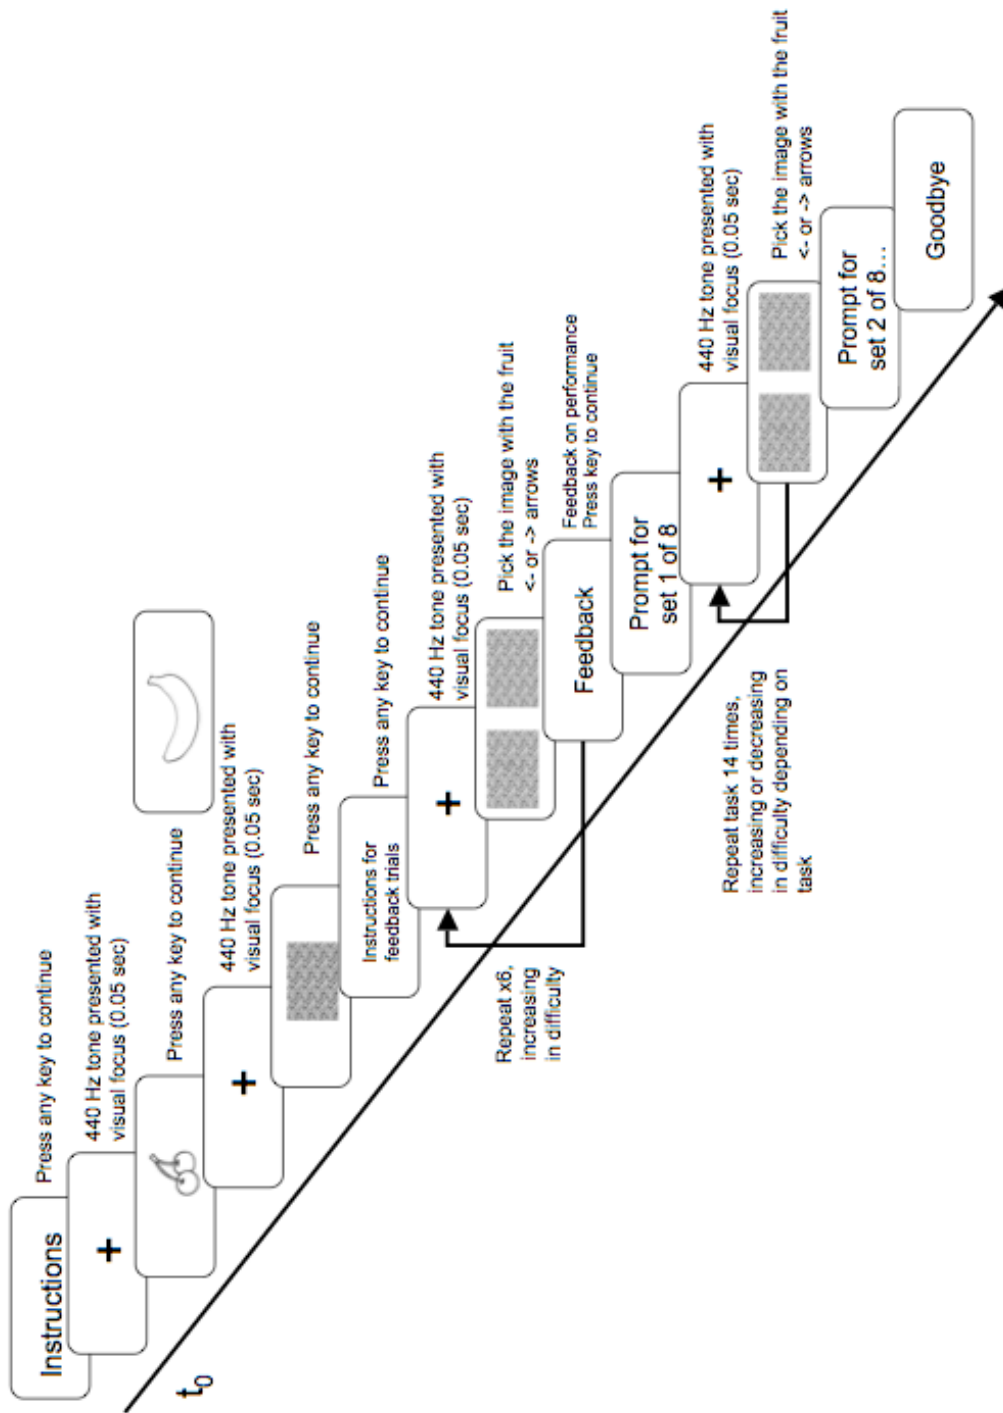 Instructions
Press any key to continue
+
440 Hz tone presented with
visual focus (0.05 sec)
Press any key to continue
+
440 Hz tone presented with
visual focus (0.05 sec)
Press any key to continue
Instructions for
feedback trials
Press any key to continue
+
440 Hz tone presented with
visual focus (0.05 sec)
Pick the image with the fruit
<- or -> arrows
Feedback
Feedback on performance
Press key to continue
Repeat x6,
increasing
in difficulty
Prompt for
set 1 of 8
+
440 Hz tone presented with
visual focus (0.05 sec)
Pick the image with the fruit
<- or -> arrows
Repeat task 14 times,
increasing or decreasing
in difficulty depending on
task
Prompt for
set 2 of 8...
Goodbye
t0